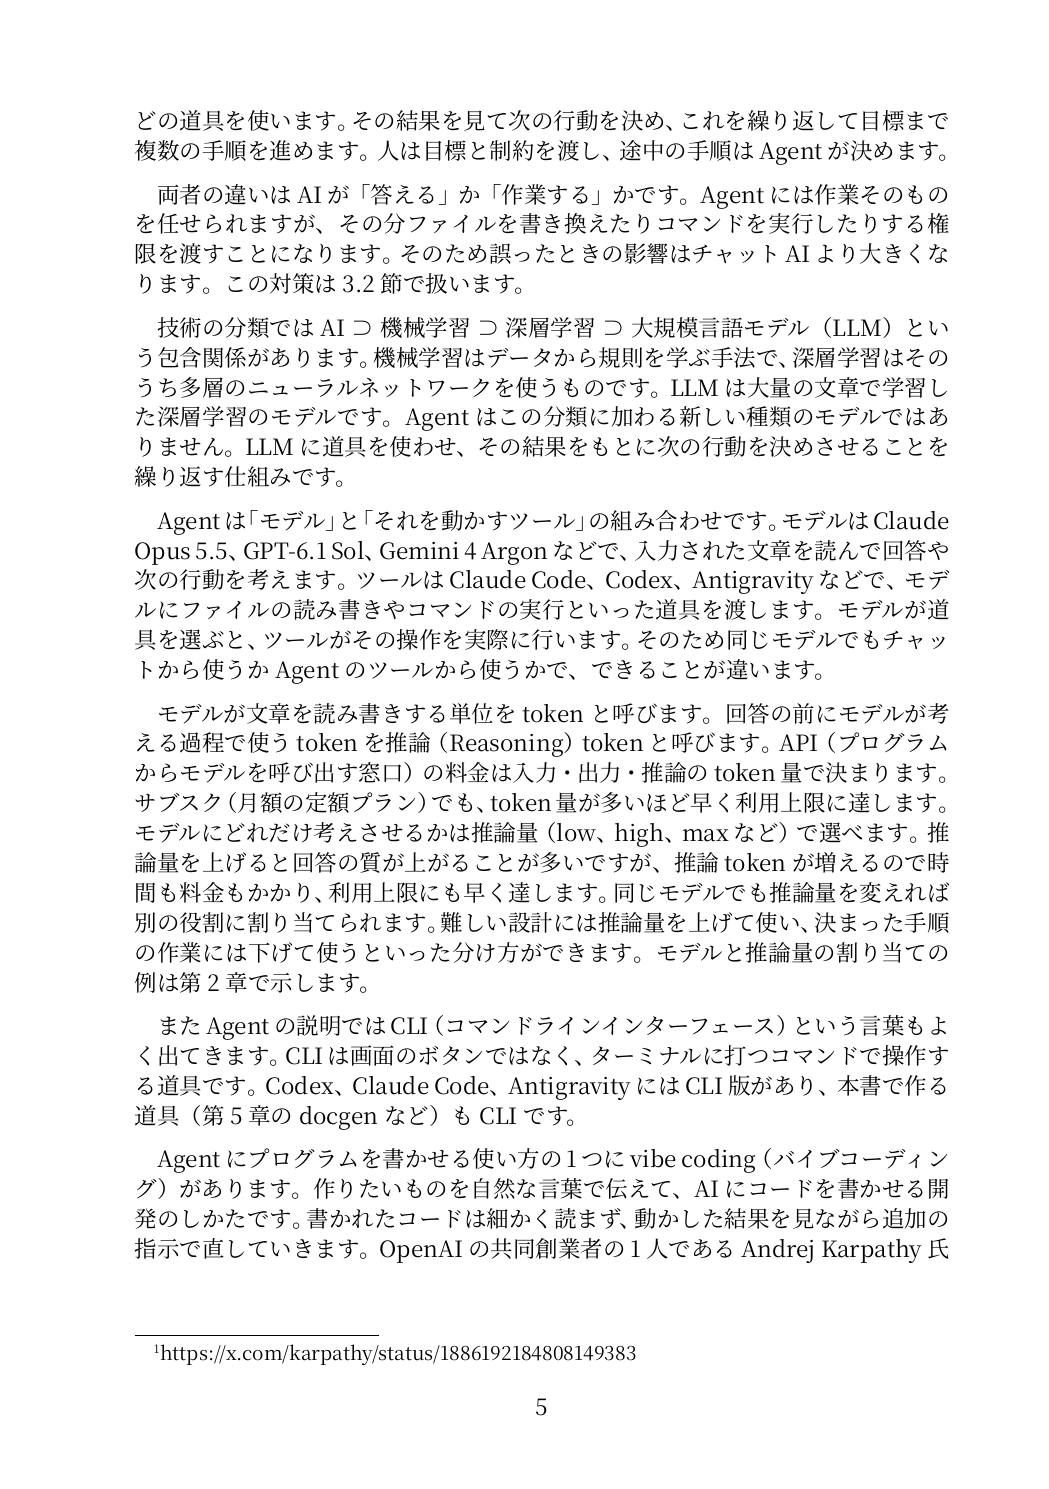 どの道具を使います。その結果を見て次の行動を決め、これを繰り返して目標まで
複数の手順を進めます。人は目標と制約を渡し、途中の手順は Agent が決めます。
両者の違いは AI が「答える」か「作業する」かです。Agent には作業そのもの
を任せられますが、その分ファイルを書き換えたりコマンドを実行したりする権
限を渡すことになります。そのため誤ったときの影響はチャット AI より大きくな
ります。この対策は 3.2 節で扱います。
技術の分類では AI ⊃ 機械学習 ⊃ 深層学習 ⊃ 大規模言語モデル（LLM）とい
う包含関係があります。機械学習はデータから規則を学ぶ手法で、深層学習はその
うち多層のニューラルネットワークを使うものです。LLM は大量の文章で学習し
た深層学習のモデルです。Agent はこの分類に加わる新しい種類のモデルではあ
りません。LLM に道具を使わせ、その結果をもとに次の行動を決めさせることを
繰り返す仕組みです。
Agent は「モデル」と「それを動かすツール」の組み合わせです。モデルは Claude
Opus 5.5、GPT-6.1 Sol、Gemini 4 Argon などで、入力された文章を読んで回答や
次の行動を考えます。ツールは Claude Code、Codex、Antigravity などで、モデ
ルにファイルの読み書きやコマンドの実行といった道具を渡します。モデルが道
具を選ぶと、ツールがその操作を実際に行います。そのため同じモデルでもチャッ
トから使うか Agent のツールから使うかで、できることが違います。
モデルが文章を読み書きする単位を token と呼びます。回答の前にモデルが考
える過程で使う token を推論（Reasoning）token と呼びます。API（プログラム
からモデルを呼び出す窓口）の料金は入力・出力・推論の token 量で決まります。
サブスク（月額の定額プラン）でも、token 量が多いほど早く利用上限に達します。
モデルにどれだけ考えさせるかは推論量（low、high、max など）で選べます。推
論量を上げると回答の質が上がることが多いですが、推論 token が増えるので時
間も料金もかかり、利用上限にも早く達します。同じモデルでも推論量を変えれば
別の役割に割り当てられます。難しい設計には推論量を上げて使い、決まった手順
の作業には下げて使うといった分け方ができます。モデルと推論量の割り当ての
例は第 2 章で示します。
また Agent の説明では CLI（コマンドラインインターフェース）という言葉もよ
く出てきます。CLI は画面のボタンではなく、ターミナルに打つコマンドで操作す
る道具です。Codex、Claude Code、Antigravity には CLI 版があり、本書で作る
道具（第 5 章の docgen など）も CLI です。
Agent にプログラムを書かせる使い方の 1 つに vibe coding（バイブコーディン
グ）があります。作りたいものを自然な言葉で伝えて、AI にコードを書かせる開
発のしかたです。書かれたコードは細かく読まず、動かした結果を見ながら追加の
指示で直していきます。OpenAI の共同創業者の 1 人である Andrej Karpathy 氏
1https://x.com/karpathy/status/1886192184808149383
5